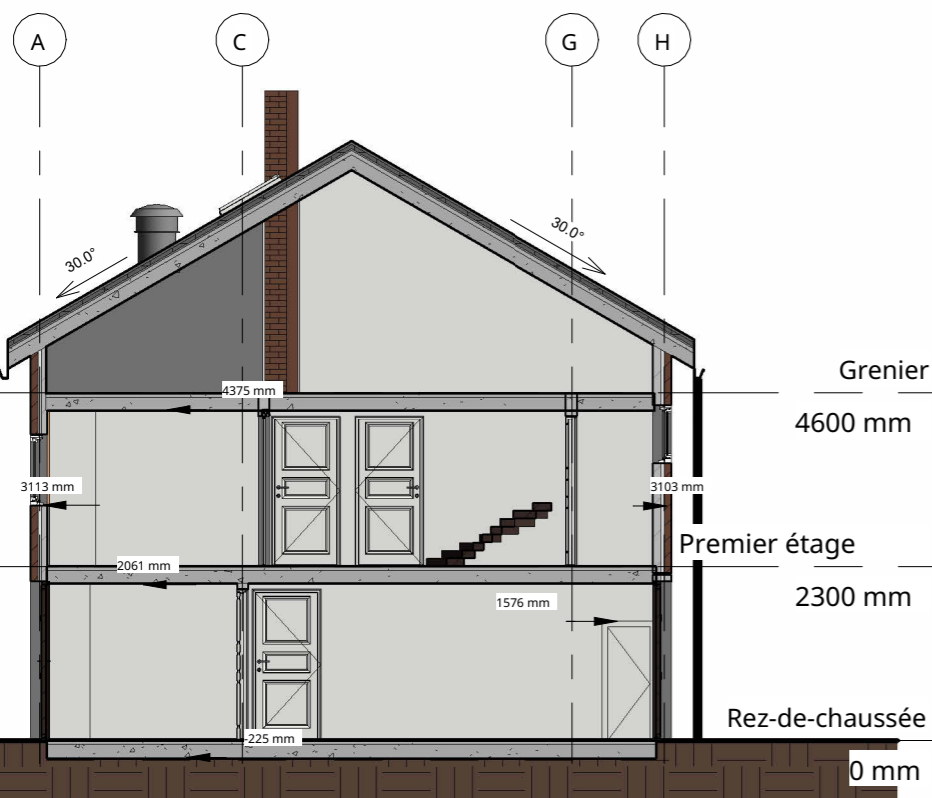 A
C
G
H
30.0°
30.0°
Grenier
4375 mm
4600 mm
3113 mm
3103 mm
Premier étage
2061 mm
2300 mm
1576 mm
Rez-de-chaussée
-225 mm
0 mm